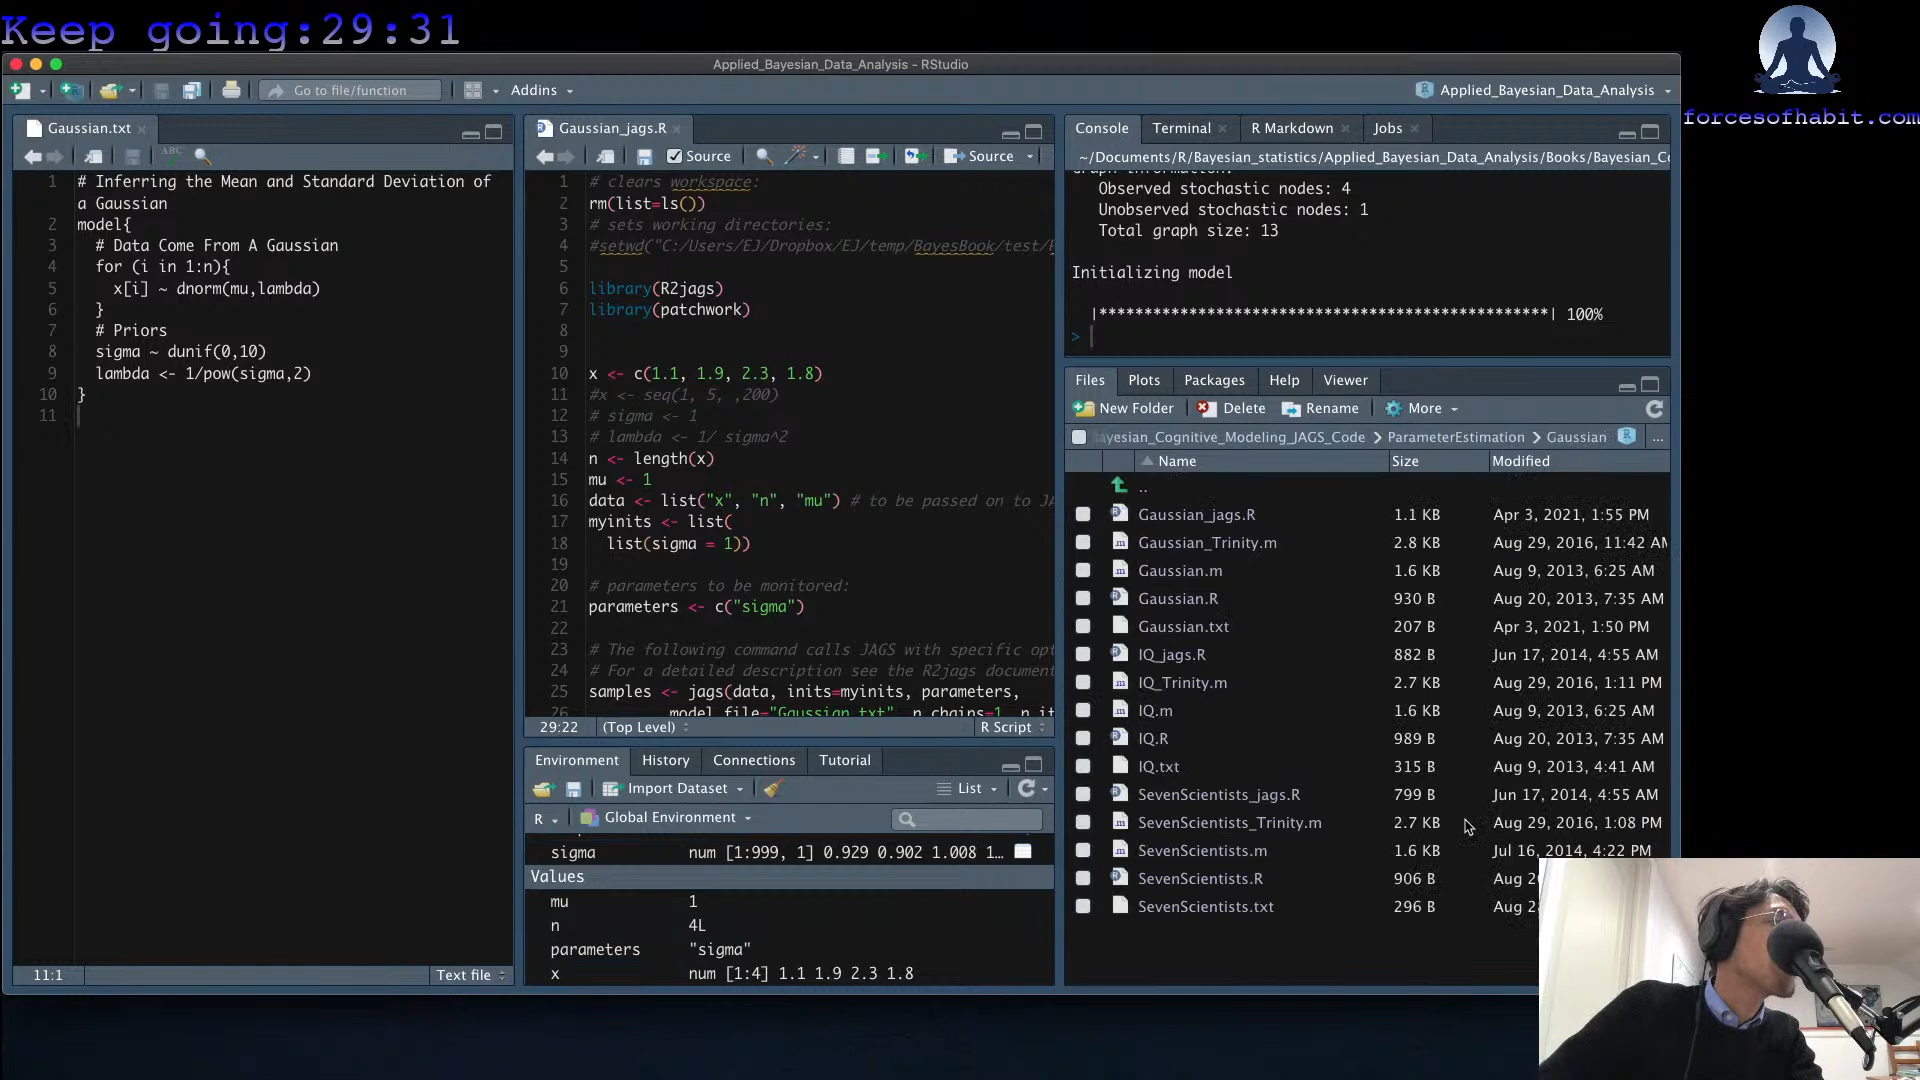 Keep going:29:31
forcesofhabit.com
Applied_Bayesian_Data_Analysis - RStudio
Go to file/function
Addins
Applied_Bayesian_Data_Analysis
Gaussian.txt
1 # Inferring the Mean and Standard Deviation of
a Gaussian
2 model{
3 # Data Come From A Gaussian
4 for (i in 1:n){
5 x[i] ~ dnorm(mu,lambda)
6 }
7 # Priors
8 sigma ~ dunif(0,10)
9 lambda <- 1/pow(sigma,2)
10 }
11
11:1
Text file
Gaussian_jags.R
Source
Source
1 # clears workspace:
2 rm(list=ls())
3 # sets working directories:
4 #setwd("C:/Users/EJ/Dropbox/EJ/temp/BayesBook/test/
5
6 library(R2jags)
7 library(patchwork)
8
9
10 x <- c(1.1, 1.9, 2.3, 1.8)
11 #x <- seq(1, 5, ,200)
12 # sigma <- 1
13 # lambda <- 1/ sigma^2
14 n <- length(x)
15 mu <- 1
16 data <- list("x", "n", "mu") # to be passed on to JA
17 myinits <- list(
18 list(sigma = 1))
19
20 # parameters to be monitored:
21 parameters <- c("sigma")
22
23 # The following command calls JAGS with specific opt
24 # For a detailed description see the R2jags document
25 samples <- jags(data, inits=myinits, parameters,
26 model.file="Gaussian.txt", n.chains=1, n.it
29:22
(Top Level)
R Script
Environment
History
Connections
Tutorial
Import Dataset
List
R
Global Environment
sigma num [1:999, 1] 0.929 0.902 1.008 1...
Values
mu 1
n 4L
parameters "sigma"
x num [1:4] 1.1 1.9 2.3 1.8
Console
Terminal
R Markdown
Jobs
~/Documents/R/Bayesian_statistics/Applied_Bayesian_Data_Analysis/Books/Bayesian_Co
Graph information:
Observed stochastic nodes: 4
Unobserved stochastic nodes: 1
Total graph size: 13
Initializing model
|**************************************************| 100%
>
Files
Plots
Packages
Help
Viewer
New Folder
Delete
Rename
More
ayesian_Cognitive_Modeling_JAGS_Code > ParameterEstimation > Gaussian
...
Name Size Modified
..
Gaussian_jags.R 1.1 KB Apr 3, 2021, 1:55 PM
Gaussian_Trinity.m 2.8 KB Aug 29, 2016, 11:42 AM
Gaussian.m 1.6 KB Aug 9, 2013, 6:25 AM
Gaussian.R 930 B Aug 20, 2013, 7:35 AM
Gaussian.txt 207 B Apr 3, 2021, 1:50 PM
IQ_jags.R 882 B Jun 17, 2014, 4:55 AM
IQ_Trinity.m 2.7 KB Aug 29, 2016, 1:11 PM
IQ.m 1.6 KB Aug 9, 2013, 6:25 AM
IQ.R 989 B Aug 20, 2013, 7:35 AM
IQ.txt 315 B Aug 9, 2013, 4:41 AM
SevenScientists_jags.R 799 B Jun 17, 2014, 4:55 AM
SevenScientists_Trinity.m 2.7 KB Aug 29, 2016, 1:08 PM
SevenScientists.m 1.6 KB Jul 16, 2014, 4:22 PM
SevenScientists.R 906 B Aug 2
SevenScientists.txt 296 B Aug 2